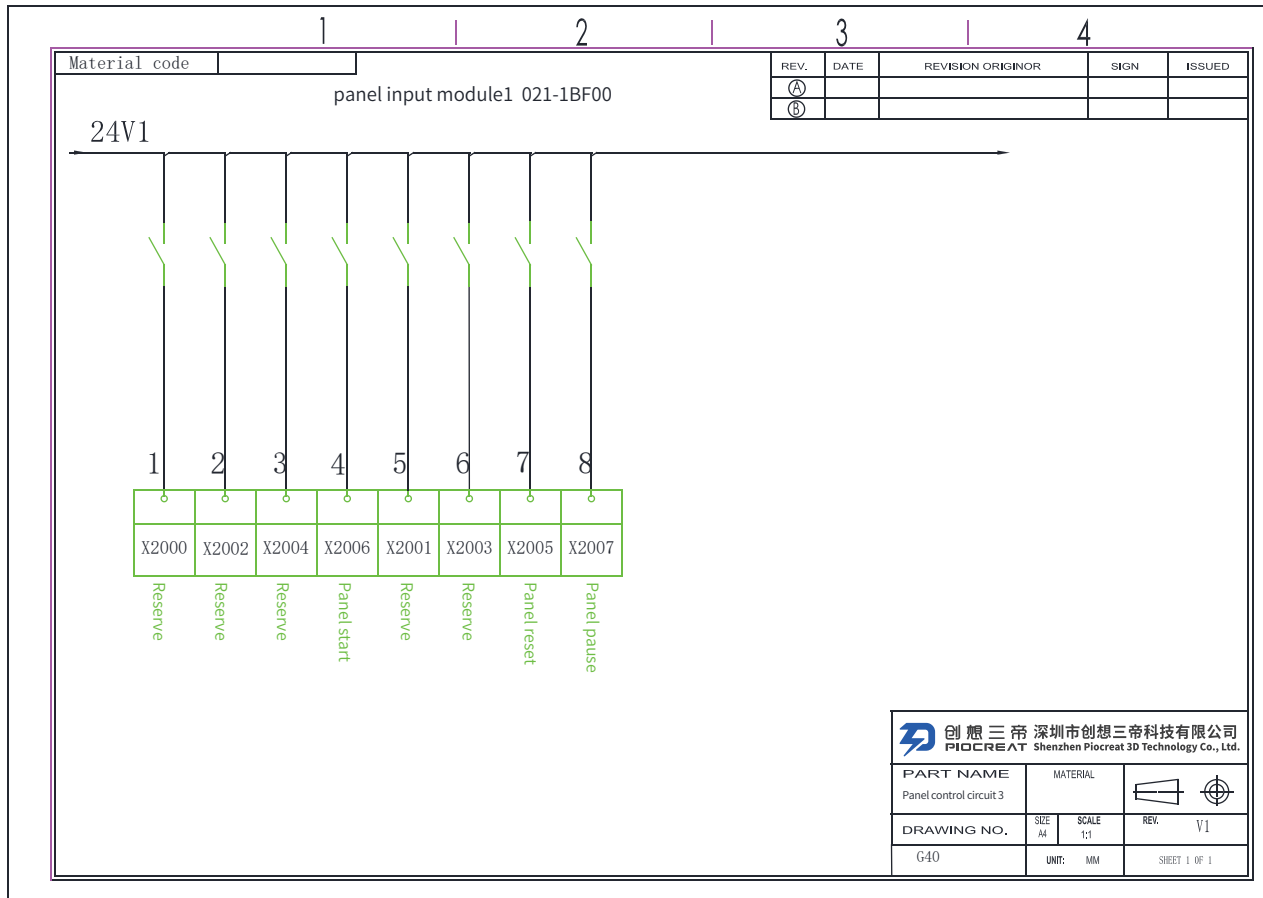 1 2 3 4
Material code
REV. DATE REVISION ORIGINOR SIGN ISSUED
A
B
panel input module1 021-1BF00
24V1
1 2 3 4 5 6 7 8
X2000 X2002 X2004 X2006 X2001 X2003 X2005 X2007
Reserve
Reserve
Reserve
Panel start
Reserve
Reserve
Panel reset
Panel pause
创想三帝 深圳市创想三帝科技有限公司
PIOCREAT Shenzhen Piocreat 3D Technology Co., Ltd.
PART NAME MATERIAL
Panel control circuit 3
DRAWING NO. SIZE SCALE REV. V1
A4 1:1
G40 UNIT: MM SHEET 1 OF 1